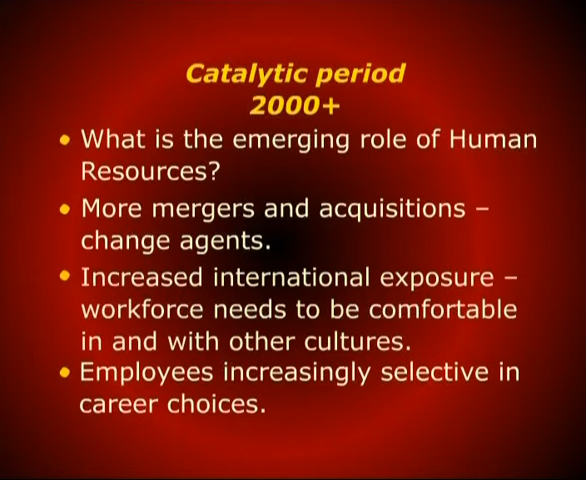 Catalytic period
2000+
• What is the emerging role of Human
Resources?
• More mergers and acquisitions –
change agents.
• Increased international exposure –
workforce needs to be comfortable
in and with other cultures.
• Employees increasingly selective in
career choices.